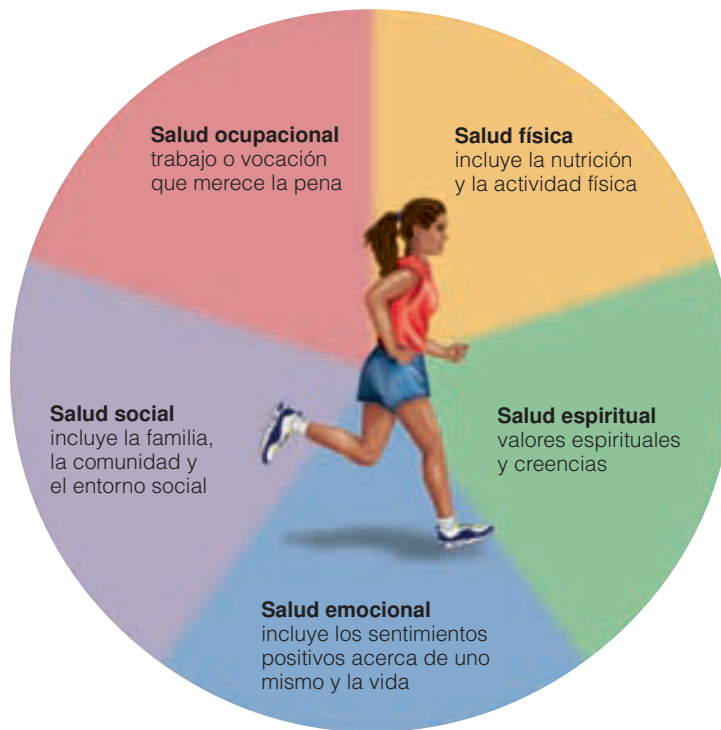 Salud ocupacional
trabajo o vocación
que merece la pena
Salud física
incluye la nutrición
y la actividad física
Salud social
incluye la familia,
la comunidad y
el entorno social
Salud espiritual
valores espirituales
y creencias
Salud emocional
incluye los sentimientos
positivos acerca de uno
mismo y la vida